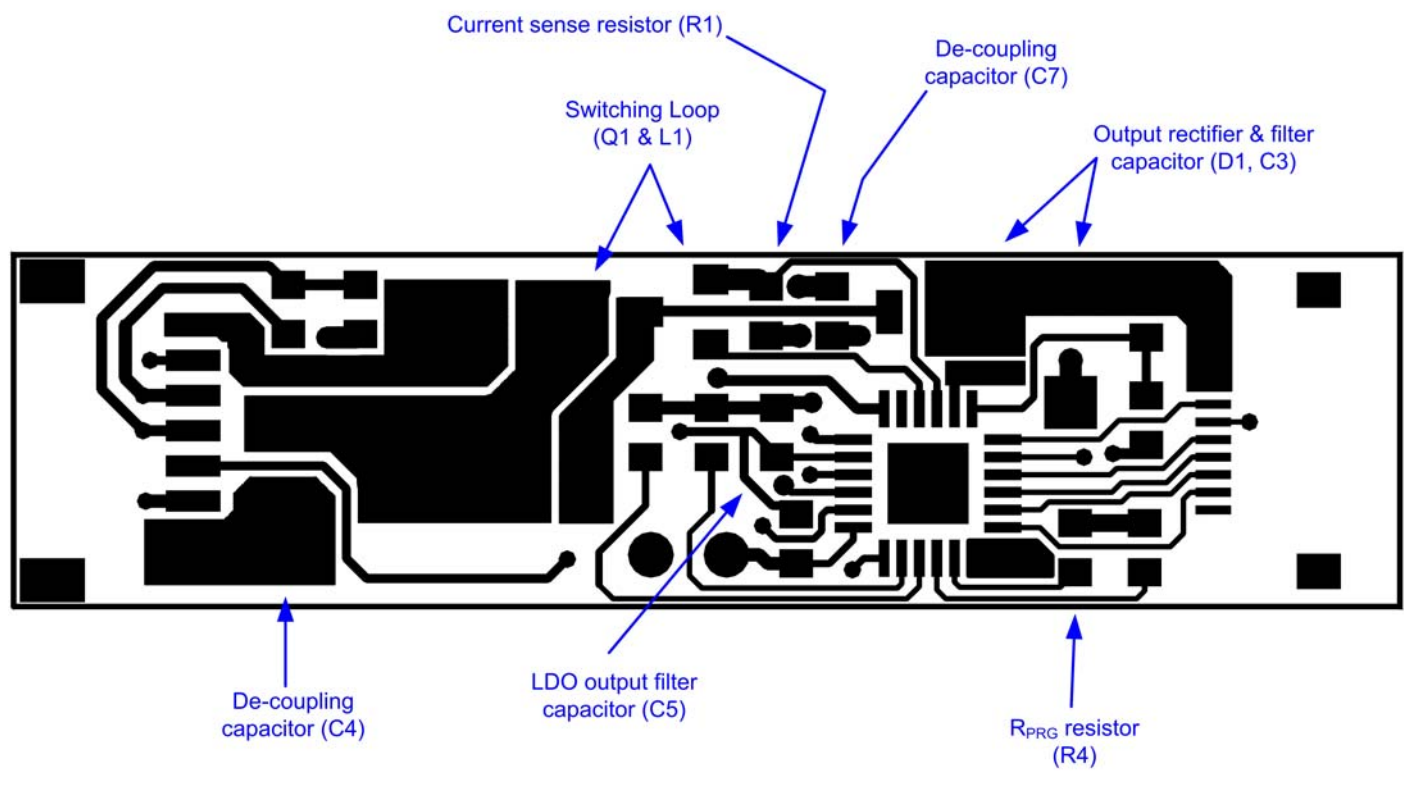 Current sense resistor (R1)
De-coupling
capacitor (C7)
Switching Loop
(Q1 & L1)
Output rectifier & filter
capacitor (D1, C3)
De-coupling
capacitor (C4)
LDO output filter
capacitor (C5)
RPRG resistor
(R4)